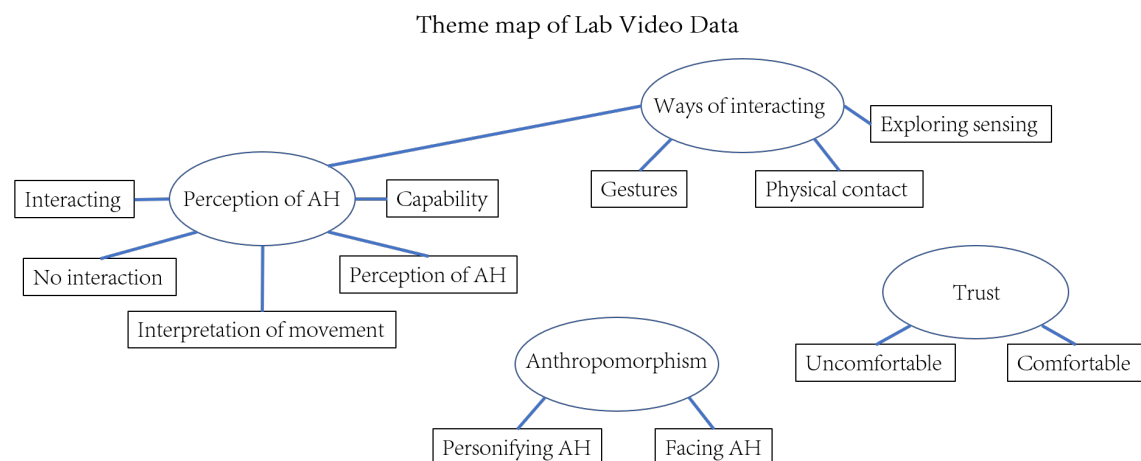 Theme map of Lab Video Data
Ways of interacting
Exploring sensing
Gestures
Physical contact
Perception of AH
Interacting
Capability
No interaction
Perception of AH
Interpretation of movement
Trust
Uncomfortable
Comfortable
Anthropomorphism
Personifying AH
Facing AH